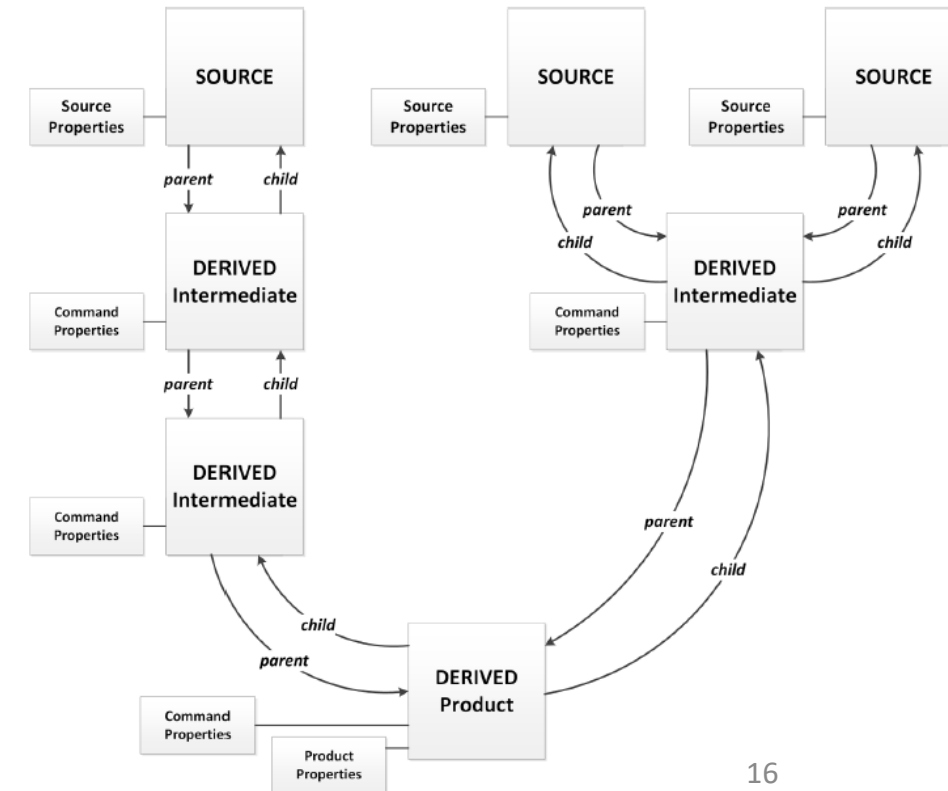 SOURCE
SOURCE
SOURCE
Source
Properties
Source
Properties
Source
Properties
parent
child
parent
child
parent
child
DERIVED
Intermediate
DERIVED
Intermediate
Command
Properties
Command
Properties
parent
child
DERIVED
Intermediate
Command
Properties
parent
child
child
parent
DERIVED
Product
Command
Properties
Product
Properties
16